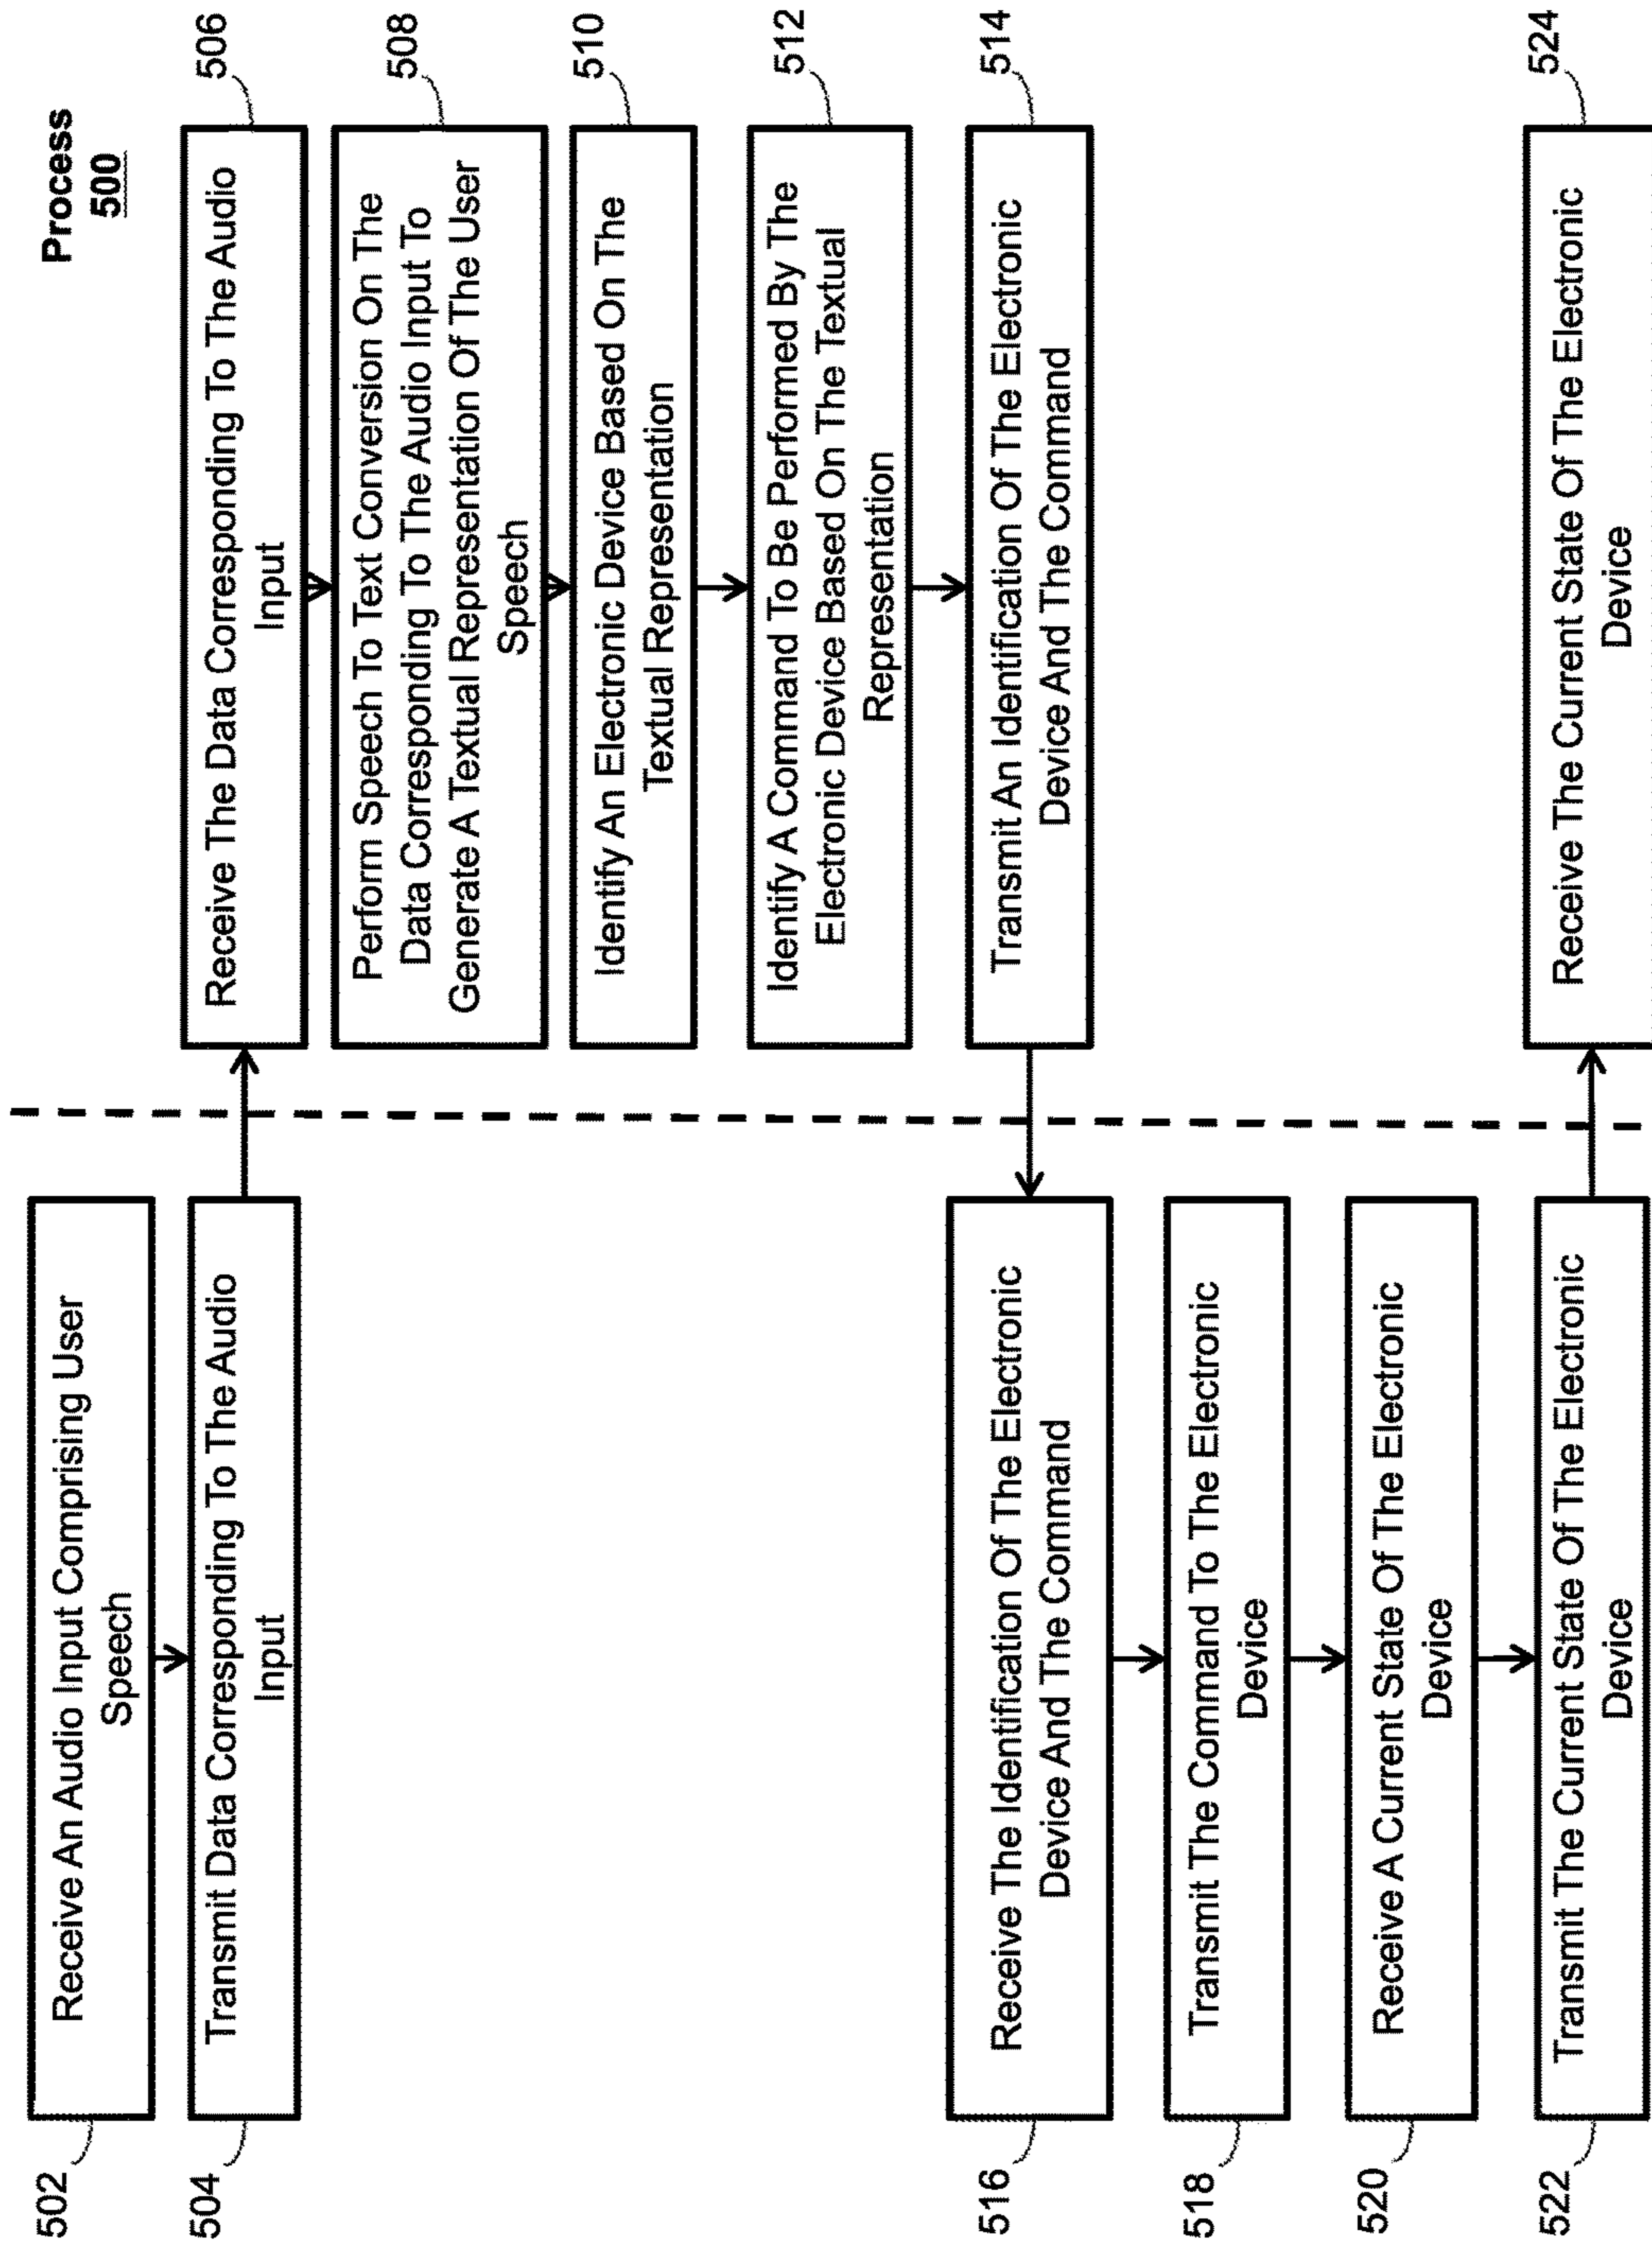 Process
500
502
Receive An Audio Input Comprising User
Speech
504
Transmit Data Corresponding To The Audio
Input
506
Receive The Data Corresponding To The Audio
Input
508
Perform Speech To Text Conversion On The
Data Corresponding To The Audio Input To
Generate A Textual Representation Of The User
Speech
510
Identify An Electronic Device Based On The
Textual Representation
512
Identify A Command To Be Performed By The
Electronic Device Based On The Textual
Representation
514
Transmit An Identification Of The Electronic
Device And The Command
516
Receive The Identification Of The Electronic
Device And The Command
518
Transmit The Command To The Electronic
Device
520
Receive A Current State Of The Electronic
Device
522
Transmit The Current State Of The Electronic
Device
524
Receive The Current State Of The Electronic
Device